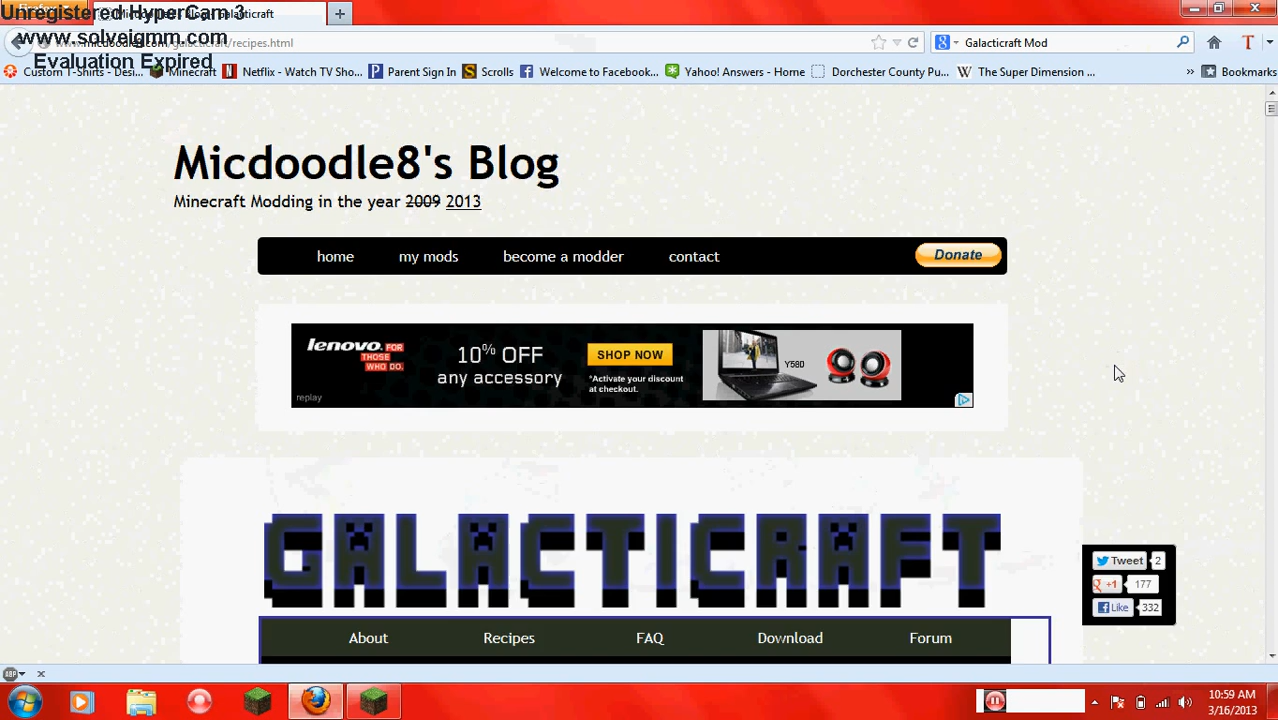 Unregistered HyperCam 3
www.solveigmm.com
Evaluation Expired
galacticraft
galacticraft/recipes.html
Galacticraft Mod
Custom T-Shirts - Desi...
Minecraft
Netflix - Watch TV Sho...
Parent Sign In
Scrolls
Welcome to Facebook...
Yahoo! Answers - Home
Dorchester County Pu...
The Super Dimension ...
»
Bookmarks
Micdoodle8's Blog
Minecraft Modding in the year 2009 2013
home
my mods
become a modder
contact
Donate
lenovo. FOR THOSE WHO DO.
10% OFF
any accessory
SHOP NOW
*Activate your discount
at checkout.
Y580
replay
GALACTICRAFT
Tweet 2
+1 177
Like 332
About
Recipes
FAQ
Download
Forum
ABP
10:59 AM
3/16/2013